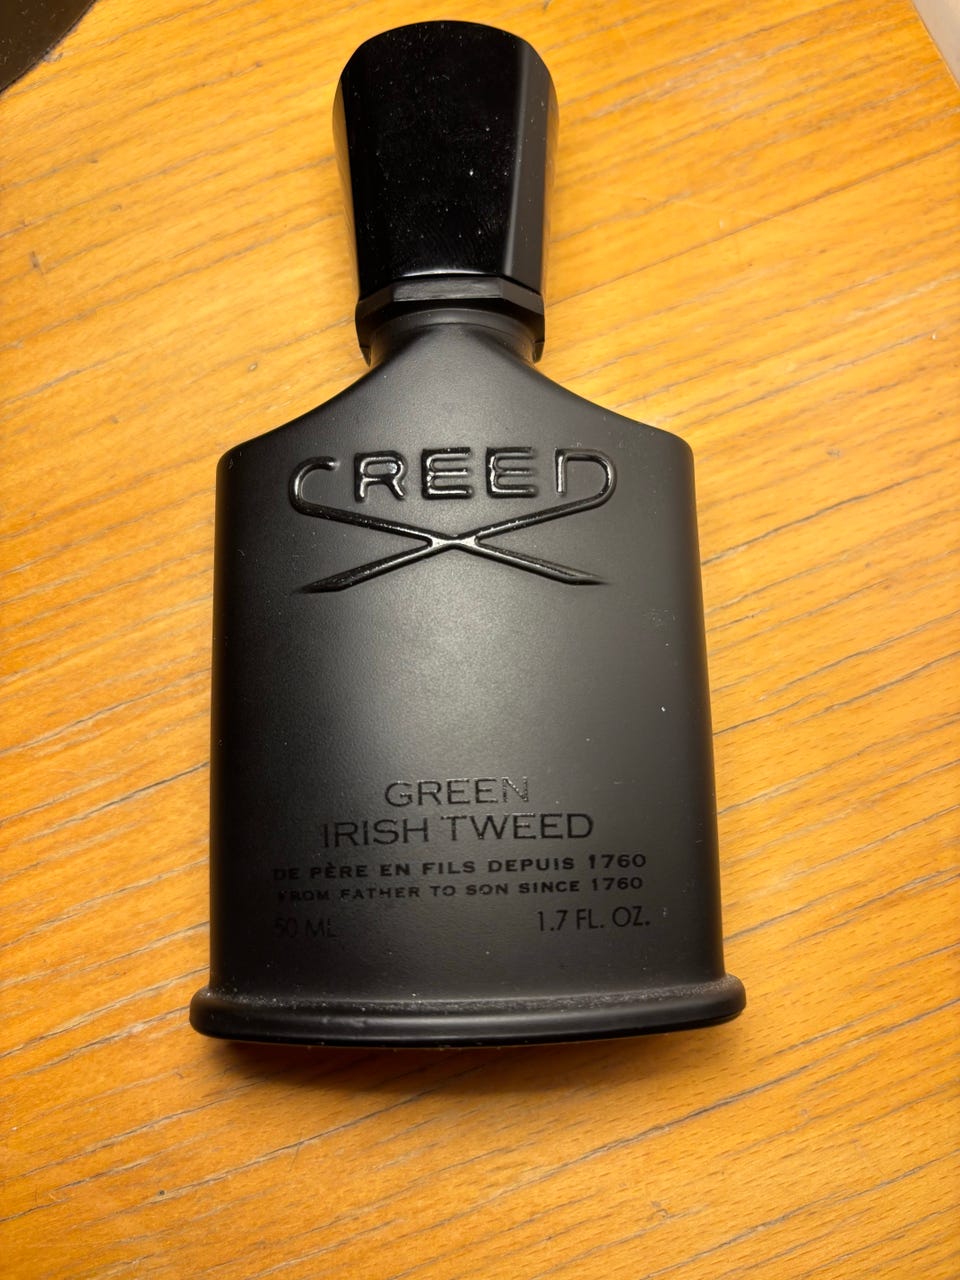 CREED
GREEN
IRISH TWEED
DE PÈRE EN FILS DEPUIS 1760
FROM FATHER TO SON SINCE 1760
50 ML 1.7 FL. OZ.